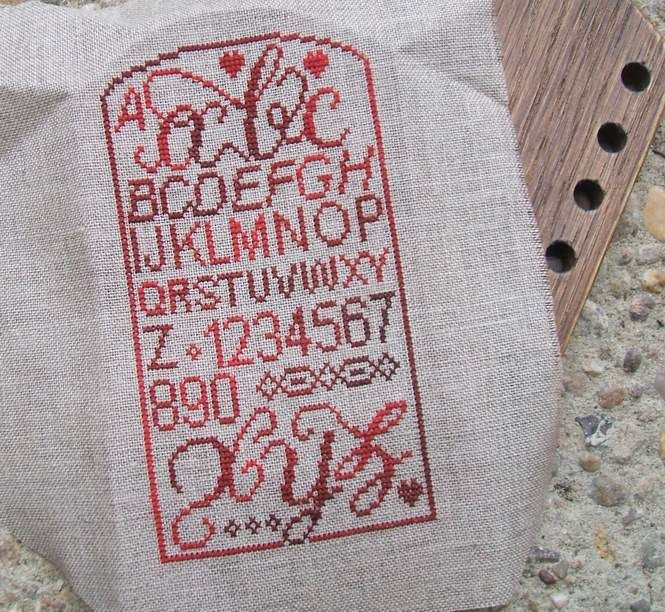 A abc
BCDEFGH
IJKLMNOP
QRSTUVWXY
Z 1234567
890
xyz